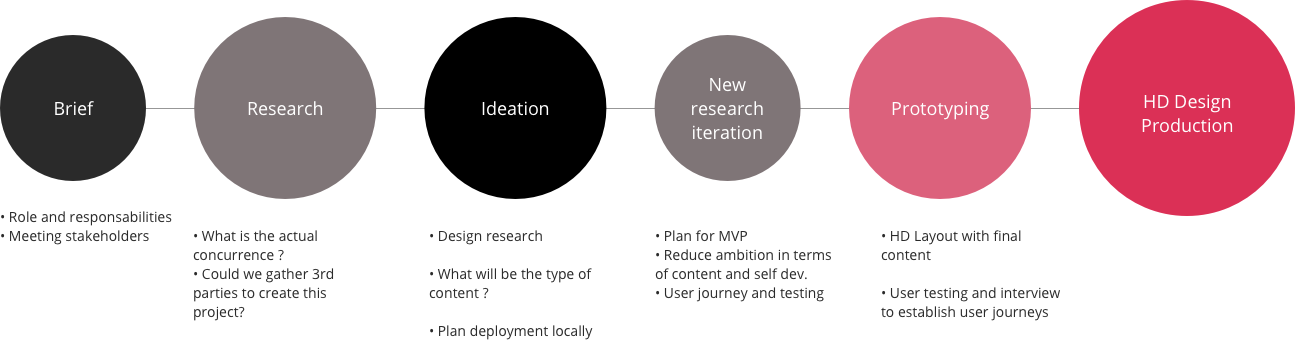 Brief
Research
Ideation
New
research
iteration
Prototyping
HD Design
Production
• Role and responsabilities
• Meeting stakeholders
• What is the actual
concurrence ?
• Could we gather 3rd
parties to create this
project?
• Design research
• What will be the type of
content ?
• Plan deployment locally
• Plan for MVP
• Reduce ambition in terms
of content and self dev.
• User journey and testing
• HD Layout with final
content
• User testing and interview
to establish user journeys